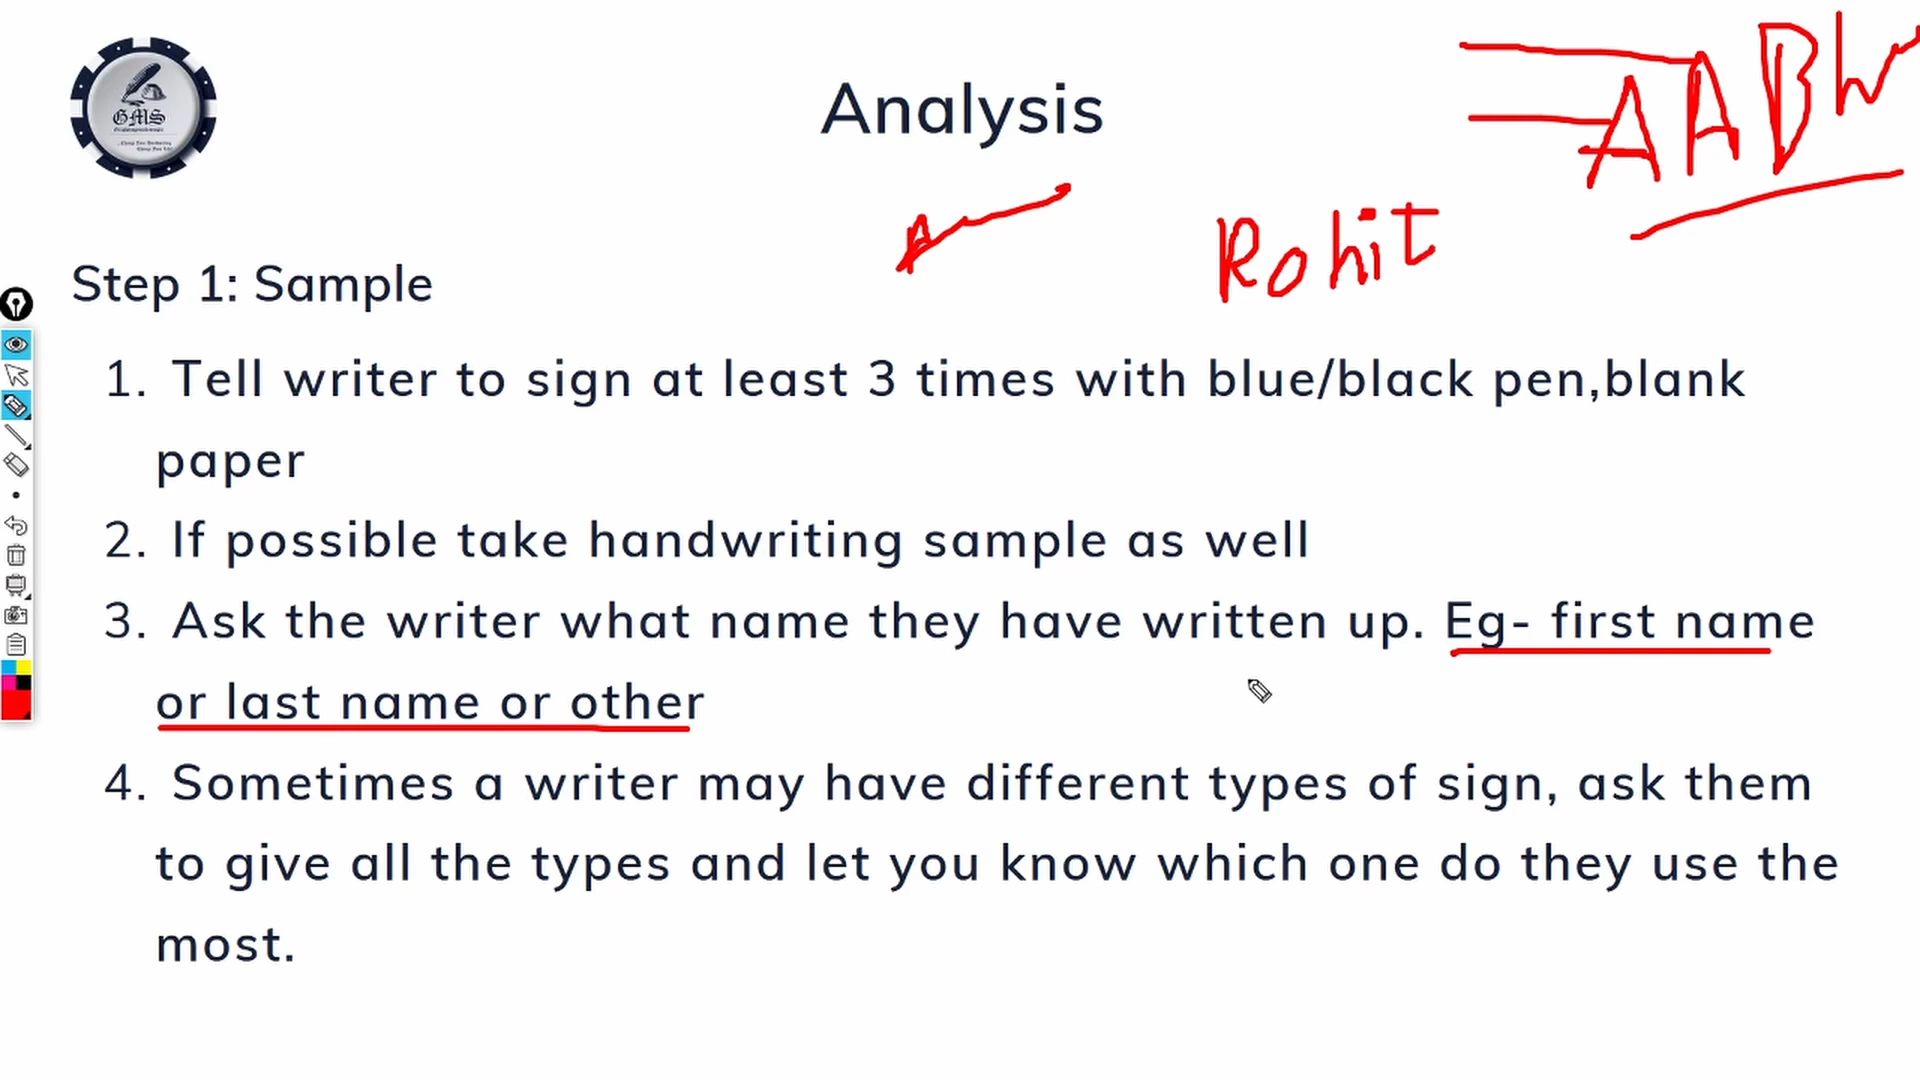 GMS
Analysis
A
Rohit
Step 1: Sample
1. Tell writer to sign at least 3 times with blue/black pen,blank
paper
2. If possible take handwriting sample as well
3. Ask the writer what name they have written up. Eg- first name
or last name or other
4. Sometimes a writer may have different types of sign, ask them
to give all the types and let you know which one do they use the
most.